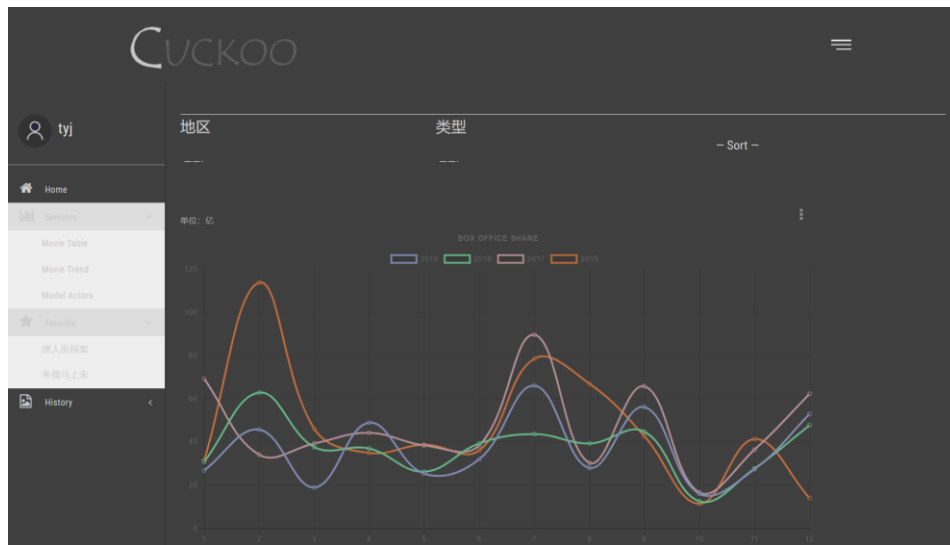 CUCKOO
tyj
Home
Services
Movie Table
Movie Trend
Model Actors
Favorite
唐人街探案
幸福马上来
History
地区
类型
— Sort —
单位: 亿
BOX OFFICE SHARE
2015 2016 2017 2018
120
100
80
60
40
20
0
1 2 3 4 5 6 7 8 9 10 11 12